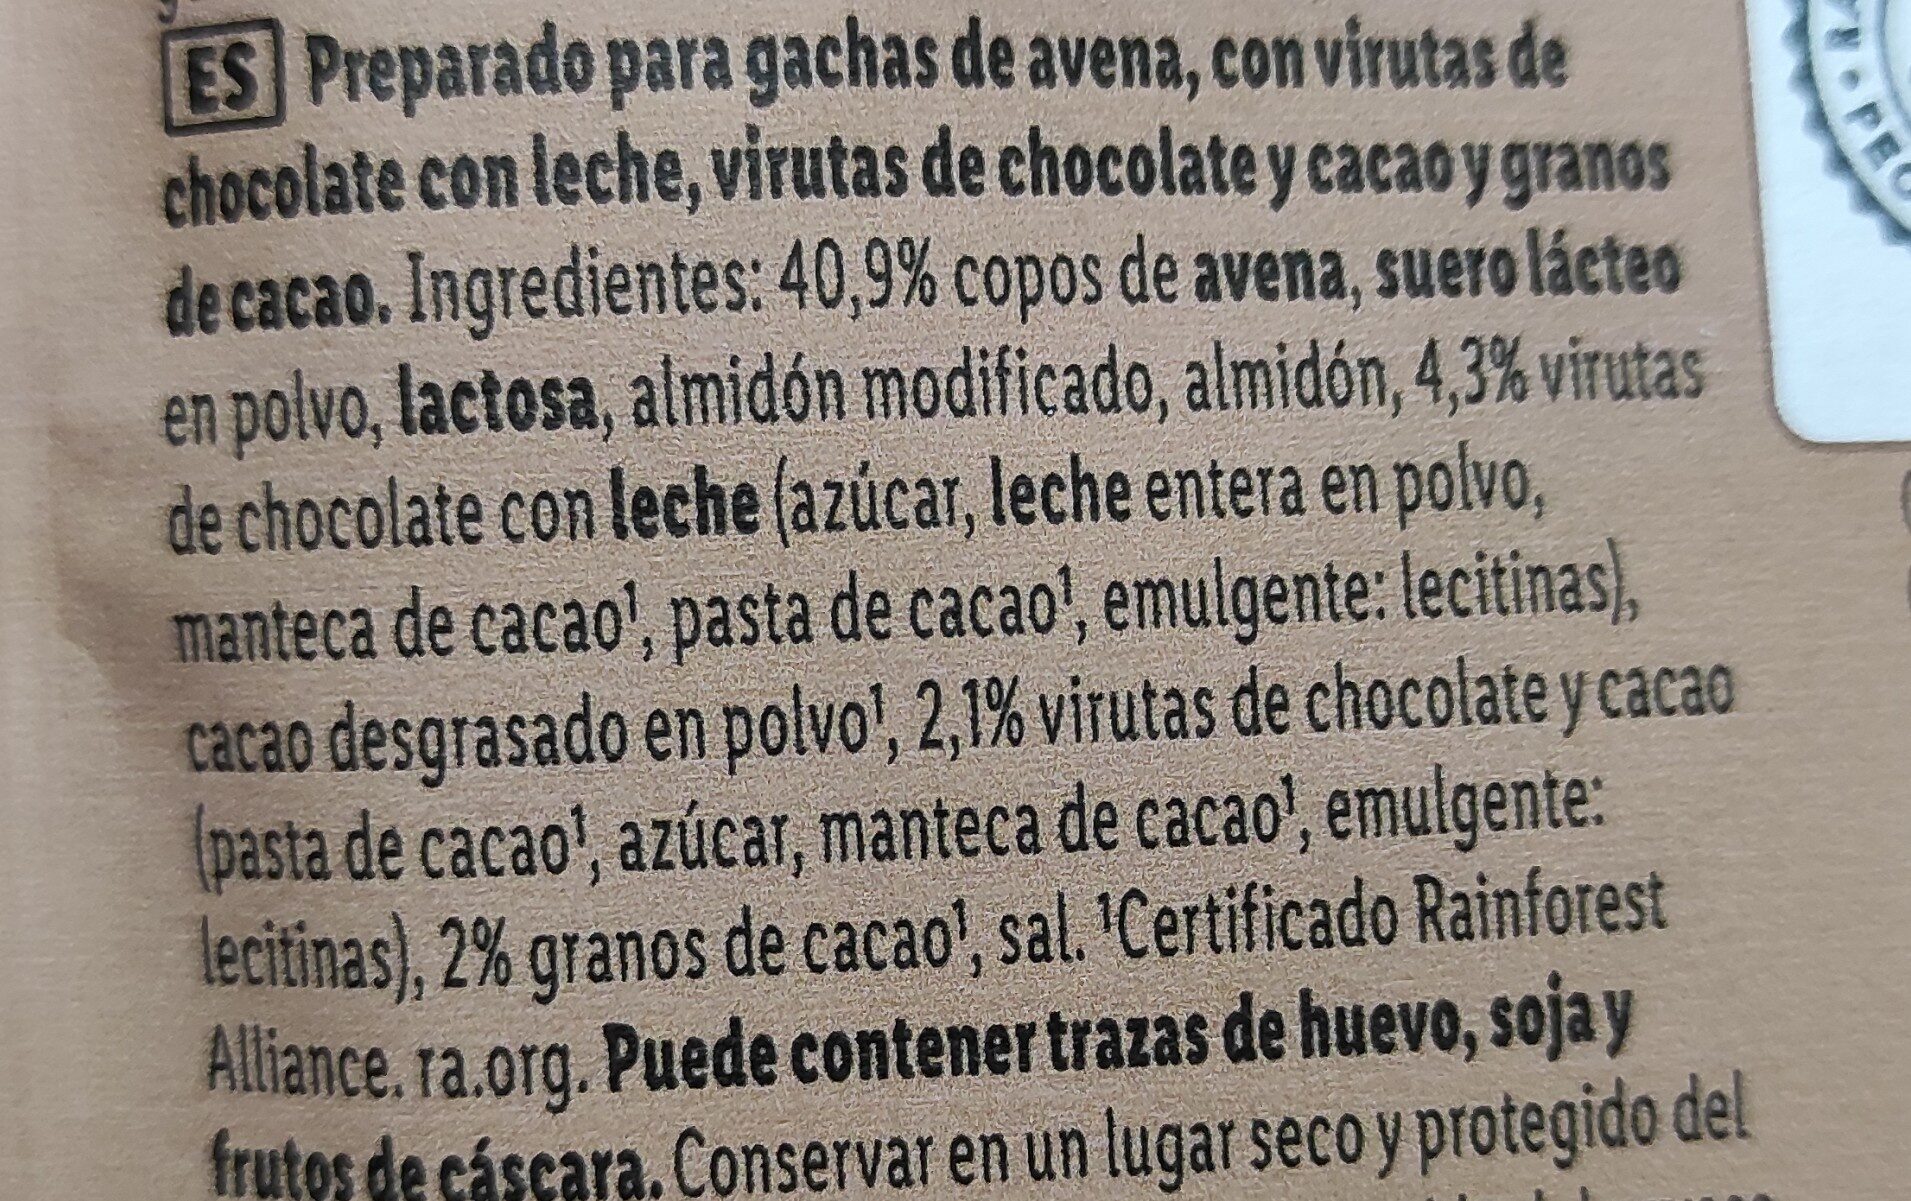 ES Preparado para gachas de avena, con virutas de
chocolate con leche, virutas de chocolate y cacao y granos
de cacao. Ingredientes: 40,9% copos de avena, suero lácteo
en polvo, lactosa, almidón modificado, almidón, 4,3% virutas
de chocolate con leche (azúcar, leche entera en polvo,
manteca de cacao¹, pasta de cacao¹, emulgente: lecitinas),
cacao desgrasado en polvo¹, 2,1% virutas de chocolate y cacao
(pasta de cacao¹, azúcar, manteca de cacao¹, emulgente:
lecitinas), 2% granos de cacao¹, sal. ¹Certificado Rainforest
Alliance. ra.org. Puede contener trazas de huevo, soja y
frutos de cáscara. Conservar en un lugar seco y protegido del